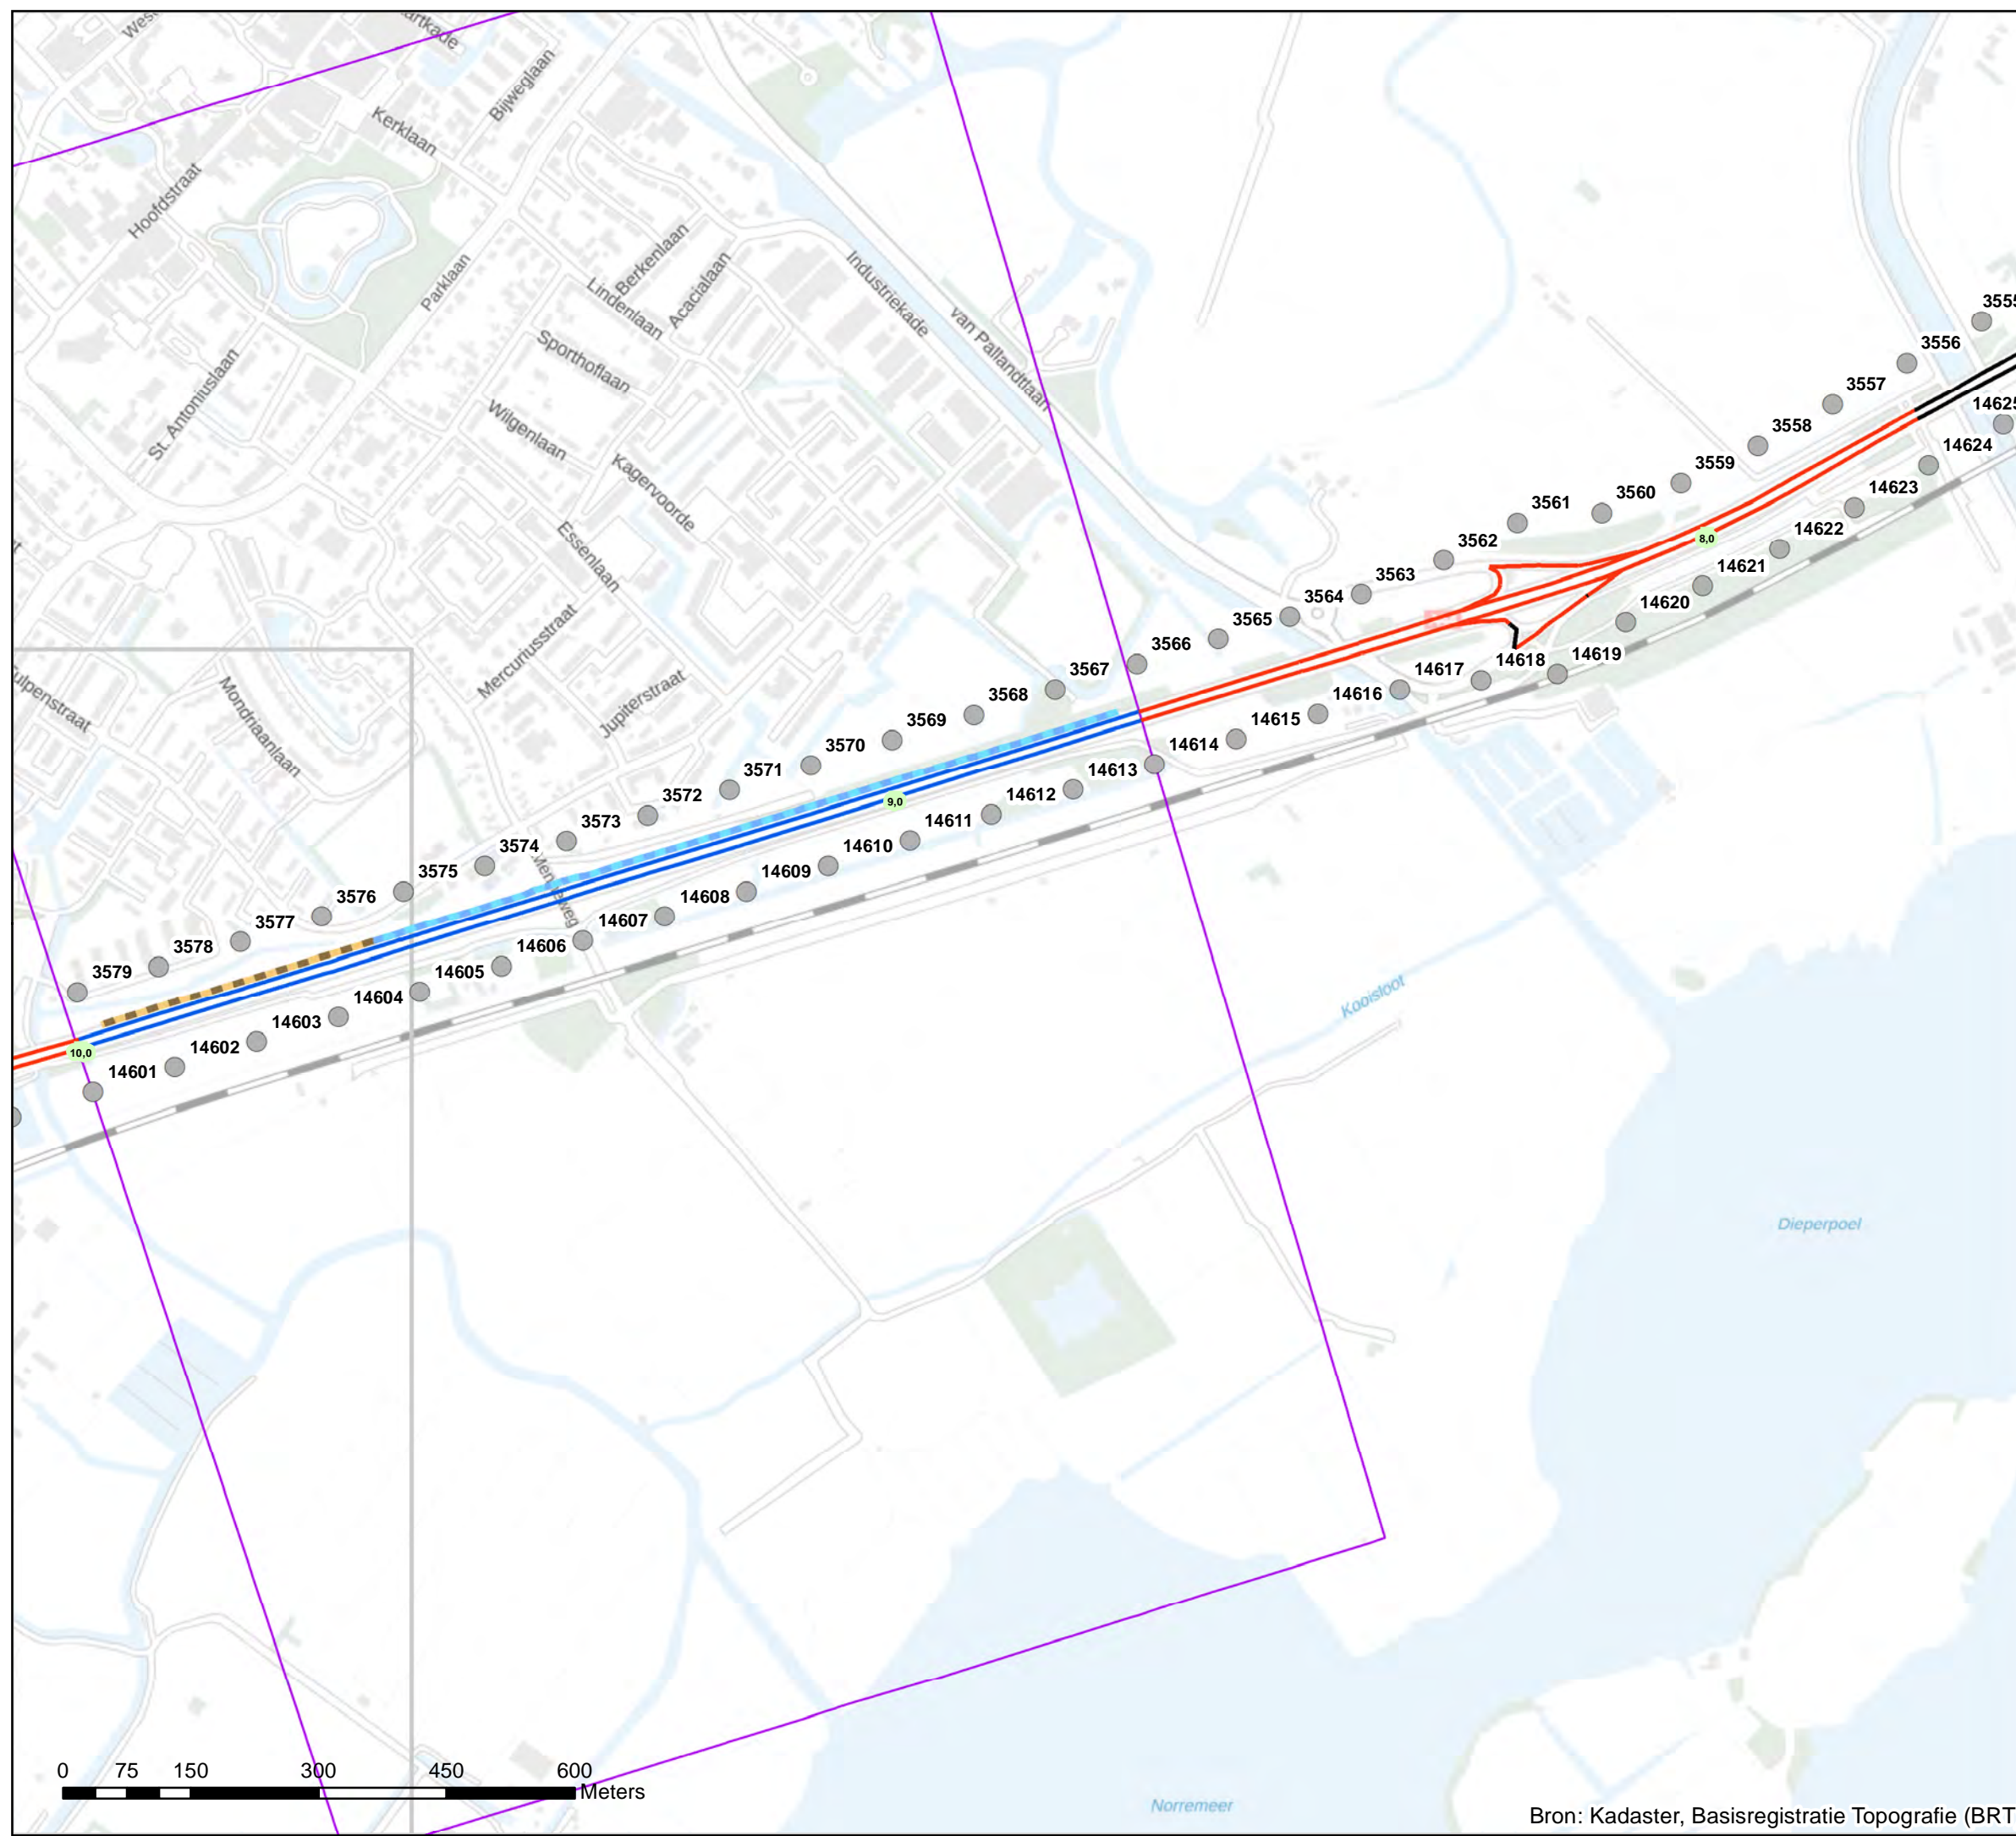 Kerklaan
Bijweglaan
Hoofdstraat
Parklaan
Berkenlaan
Lindenlaan
Acacialaan
Industriekade
van Pallandtlaan
Sporthoflaan
St. Antoniuslaan
Wilgenlaan
Kagervoorde
Essenlaan
Mercuriusstraat
Jupiterstraat
Mondriaanlaan
3555
3556
3557
3558
3559
3560
3561
3562
3563
3564
3565
3566
3567
3568
3569
3570
3571
3572
3573
3574
3575
3576
3577
3578
3579
14625
14624
14623
14622
14621
14620
14619
14618
14617
14616
14615
14614
14613
14612
14611
14610
14609
14608
14607
14606
14605
14604
14603
14602
14601
8,0
9,0
10,0
Kooisloot
Dieperpoel
Norremeer
0 75 150 300 450 600
Meters
Bron: Kadaster, Basisregistratie Topografie (BRT